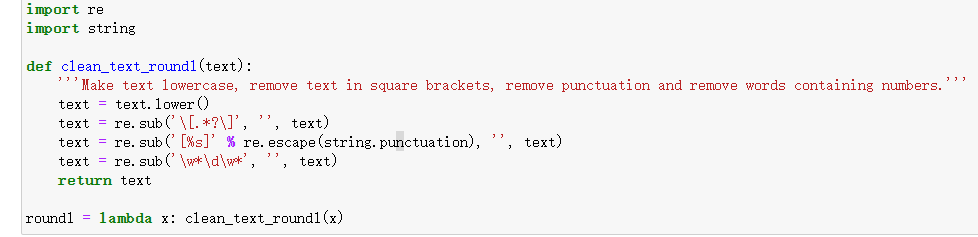 import re
import string
def clean_text_round1(text):
'''Make text lowercase, remove text in square brackets, remove punctuation and remove words containing numbers.'''
text = text.lower()
text = re.sub('\[.*?\]', '', text)
text = re.sub('[%s]' % re.escape(string.punctuation), '', text)
text = re.sub('\w*\d\w*', '', text)
return text
round1 = lambda x: clean_text_round1(x)